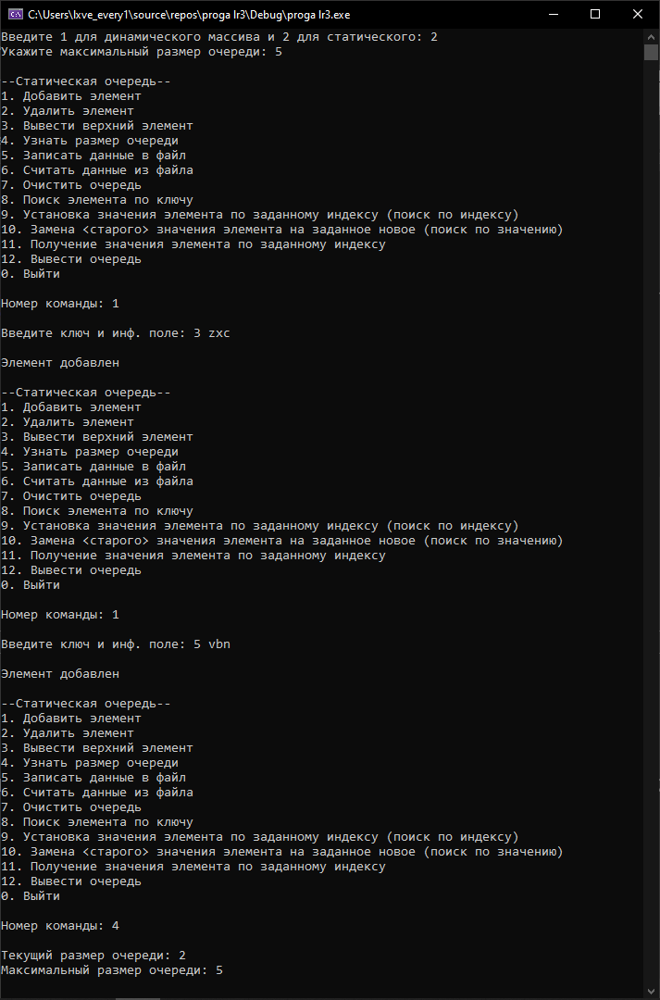 C:\Users\lxve_every1\source\repos\proga lr3\Debug\proga lr3.exe
Введите 1 для динамического массива и 2 для статического: 2
Укажите максимальный размер очереди: 5
--Статическая очередь--
1. Добавить элемент
2. Удалить элемент
3. Вывести верхний элемент
4. Узнать размер очереди
5. Записать данные в файл
6. Считать данные из файла
7. Очистить очередь
8. Поиск элемента по ключу
9. Установка значения элемента по заданному индексу (поиск по индексу)
10. Замена <старого> значения элемента на заданное новое (поиск по значению)
11. Получение значения элемента по заданному индексу
12. Вывести очередь
0. Выйти
Номер команды: 1
Введите ключ и инф. поле: 3 zxc
Элемент добавлен
--Статическая очередь--
1. Добавить элемент
2. Удалить элемент
3. Вывести верхний элемент
4. Узнать размер очереди
5. Записать данные в файл
6. Считать данные из файла
7. Очистить очередь
8. Поиск элемента по ключу
9. Установка значения элемента по заданному индексу (поиск по индексу)
10. Замена <старого> значения элемента на заданное новое (поиск по значению)
11. Получение значения элемента по заданному индексу
12. Вывести очередь
0. Выйти
Номер команды: 1
Введите ключ и инф. поле: 5 vbn
Элемент добавлен
--Статическая очередь--
1. Добавить элемент
2. Удалить элемент
3. Вывести верхний элемент
4. Узнать размер очереди
5. Записать данные в файл
6. Считать данные из файла
7. Очистить очередь
8. Поиск элемента по ключу
9. Установка значения элемента по заданному индексу (поиск по индексу)
10. Замена <старого> значения элемента на заданное новое (поиск по значению)
11. Получение значения элемента по заданному индексу
12. Вывести очередь
0. Выйти
Номер команды: 4
Текущий размер очереди: 2
Максимальный размер очереди: 5